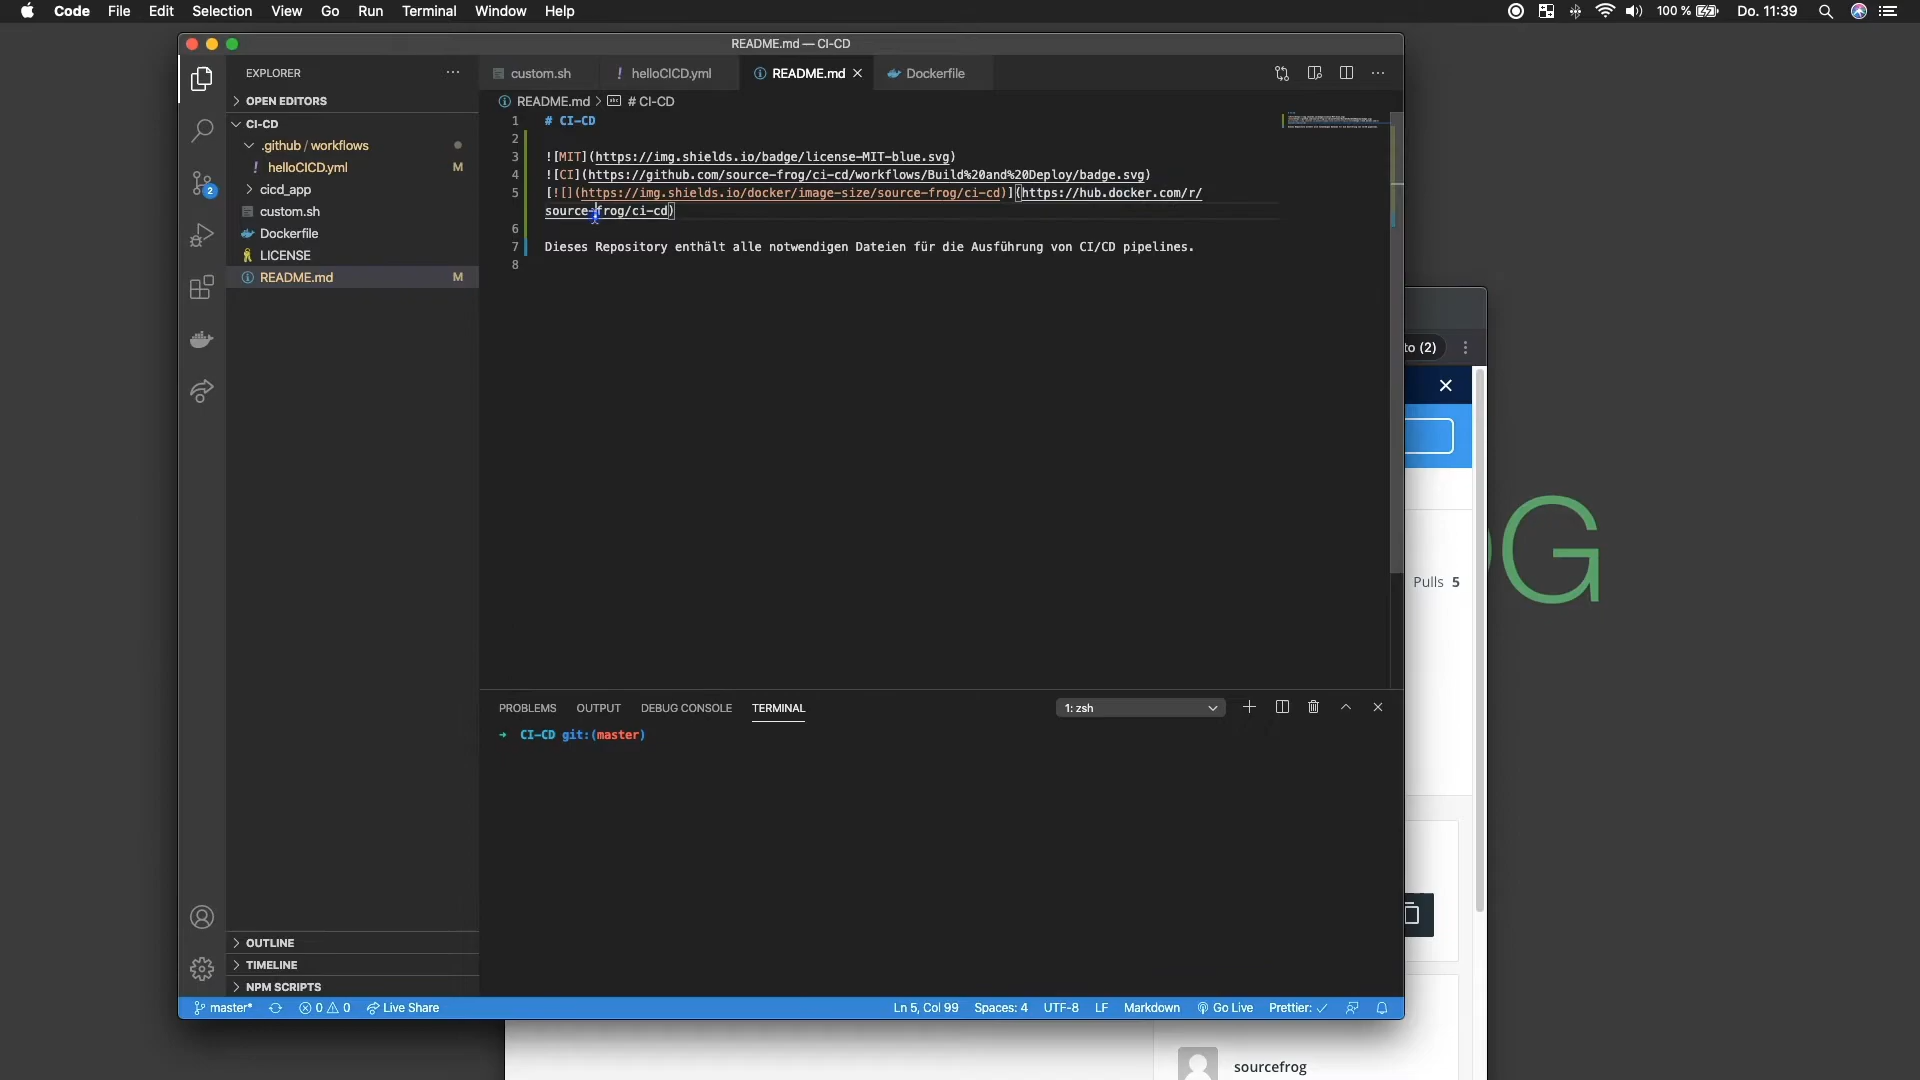 Code File Edit Selection View Go Run Terminal Window Help
100 % Do. 11:39
README.md — CI-CD
EXPLORER
custom.sh
helloCICD.yml
README.md
Dockerfile
OPEN EDITORS
README.md > # CI-CD
CI-CD
.github / workflows
helloCICD.yml M
cicd_app
custom.sh
Dockerfile
LICENSE
README.md M
2
1 # CI-CD
2
3 ![MIT](https://img.shields.io/badge/license-MIT-blue.svg)
4 ![CI](https://github.com/source-frog/ci-cd/workflows/Build%20and%20Deploy/badge.svg)
5 [![](https://img.shields.io/docker/image-size/source-frog/ci-cd)](https://hub.docker.com/r/
source-frog/ci-cd)
6
7 Dieses Repository enthält alle notwendigen Dateien für die Ausführung von CI/CD pipelines.
8
to (2)
OG
Pulls 5
PROBLEMS OUTPUT DEBUG CONSOLE TERMINAL
1: zsh
➜ CI-CD git:(master)
OUTLINE
TIMELINE
NPM SCRIPTS
master* 0 0 Live Share
Ln 5, Col 99 Spaces: 4 UTF-8 LF Markdown Go Live Prettier: ✓
sourcefrog